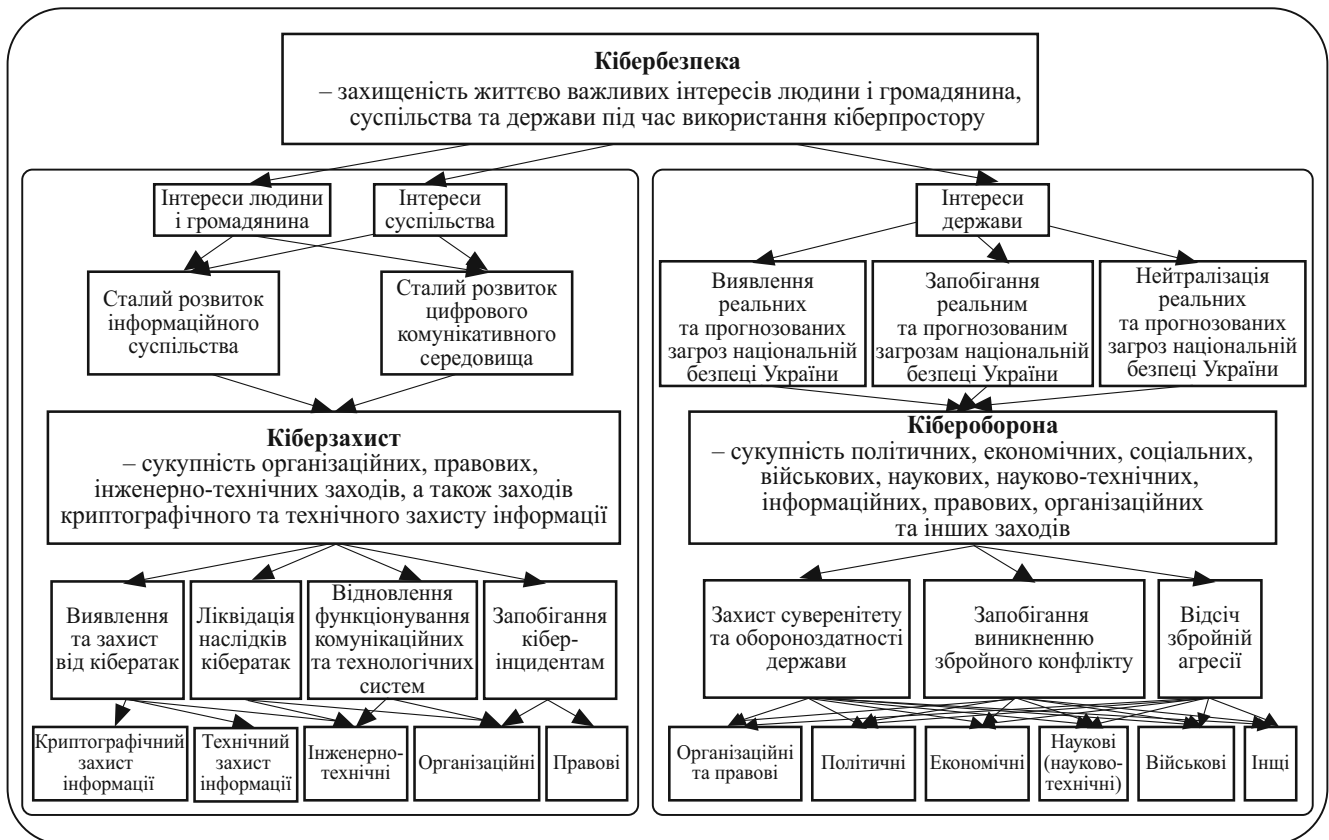 Кібербезпека
– захищеність життєво важливих інтересів людини і громадянина,
суспільства та держави під час використання кіберпростору
Інтереси людини
і громадянина
Інтереси
суспільства
Інтереси
держави
Сталий розвиток
інформаційного
суспільства
Сталий розвиток
цифрового
комунікативного
середовища
Виявлення
реальних
та прогнозованих
загроз національній
безпеці України
Запобігання
реальним
та прогнозованим
загрозам національній
безпеці України
Нейтралізація
реальних
та прогнозованих
загроз національній
безпеці України
Кіберзахист
– сукупність організаційних, правових,
інженерно-технічних заходів, а також заходів
криптографічного та технічного захисту інформації
Кібероборона
– сукупність політичних, економічних, соціальних,
військових, наукових, науково-технічних,
інформаційних, правових, організаційних
та інших заходів
Виявлення
та захист
від кібератак
Ліквідація
наслідків
кібератак
Відновлення
функціонування
комунікаційних
та технологічних
систем
Запобігання
кібер-
інцидентам
Захист суверенітету
та обороноздатності
держави
Запобігання
виникненню
збройного конфлікту
Відсіч
збройній
агресії
Криптографічний
захист
інформації
Технічний
захист
інформації
Інженерно-
технічні
Організаційні
Правові
Організаційні
та правові
Політичні
Економічні
Наукові
(науково-
технічні)
Військові
Інщі